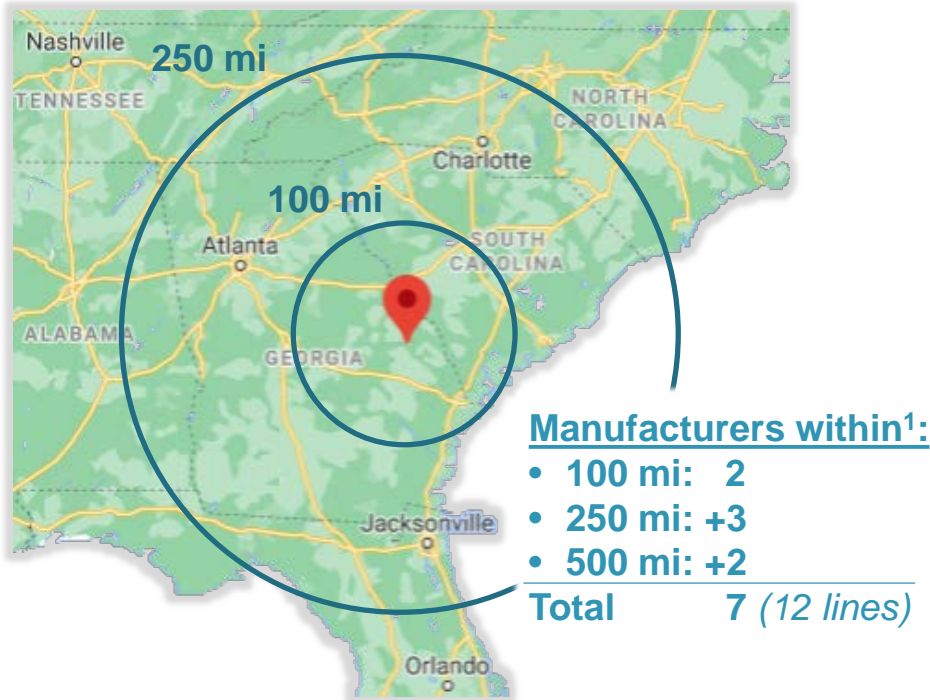 Nashville
250 mi
TENNESSEE
NORTH
CAROLINA
Charlotte
100 mi
Atlanta
SOUTH
CAROLINA
ALABAMA
GEORGIA
Manufacturers within¹:
• 100 mi: 2
• 250 mi: +3
• 500 mi: +2
Total 7 (12 lines)
Jacksonville
Orlando